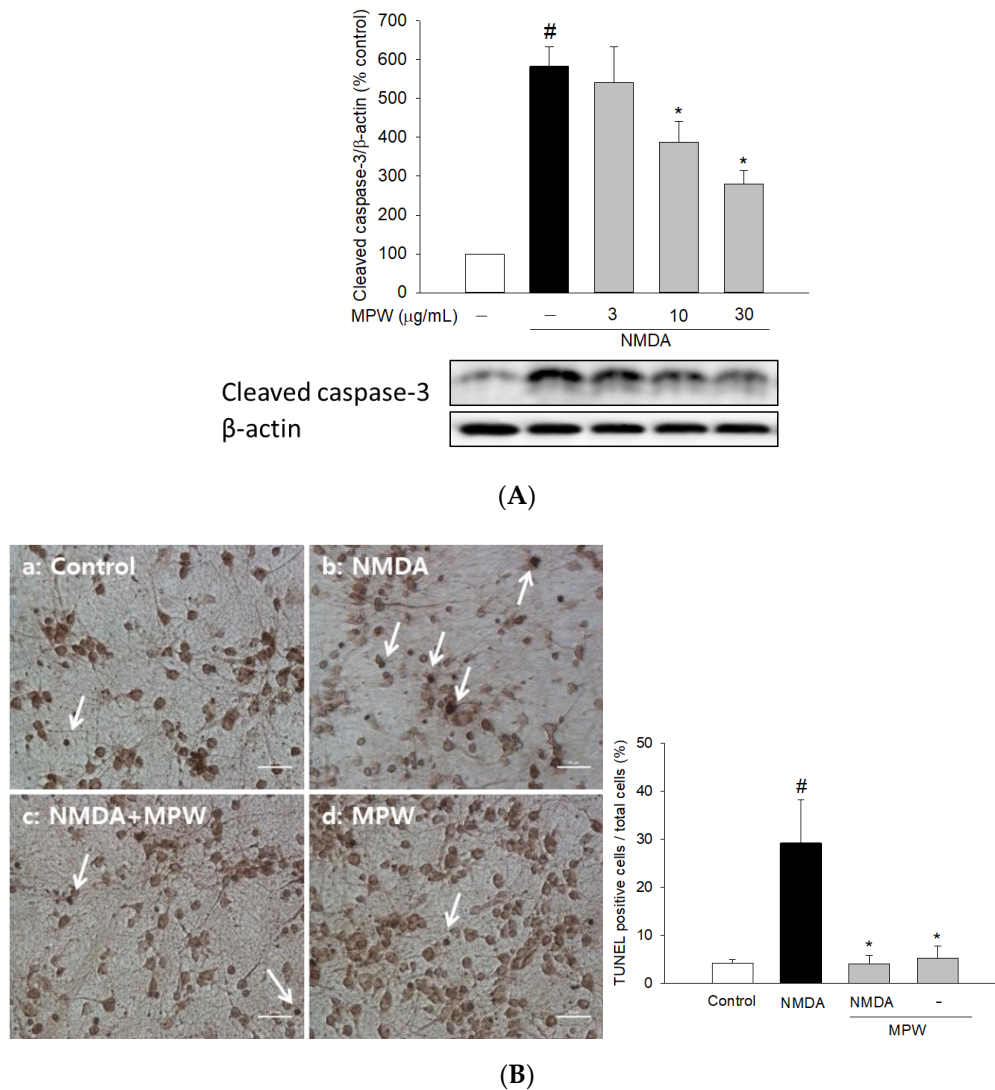 700
600
500
400
300
200
100
0
Cleaved caspase-3/β-actin (% control)
#
*
*
MPW (μg/mL) – – 3 10 30
NMDA
Cleaved caspase-3
β-actin
(A)
a: Control
b: NMDA
c: NMDA+MPW
d: MPW
50
40
30
20
10
0
TUNEL positive cells / total cells (%)
#
*
*
Control NMDA NMDA -
MPW
(B)